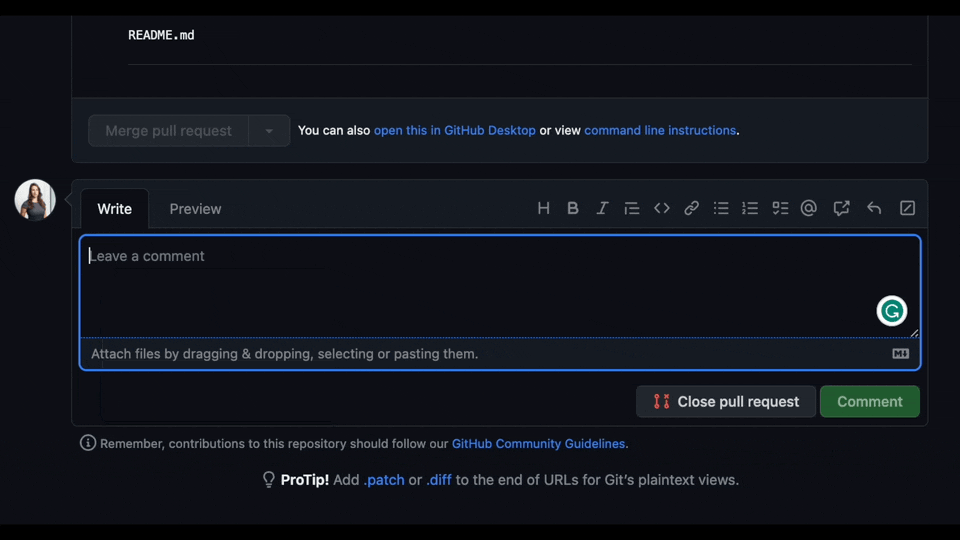 README.md
Merge pull request
You can also open this in GitHub Desktop or view command line instructions.
Write Preview
Leave a comment
Attach files by dragging & dropping, selecting or pasting them.
Close pull request Comment
Remember, contributions to this repository should follow our GitHub Community Guidelines.
ProTip! Add .patch or .diff to the end of URLs for Git's plaintext views.